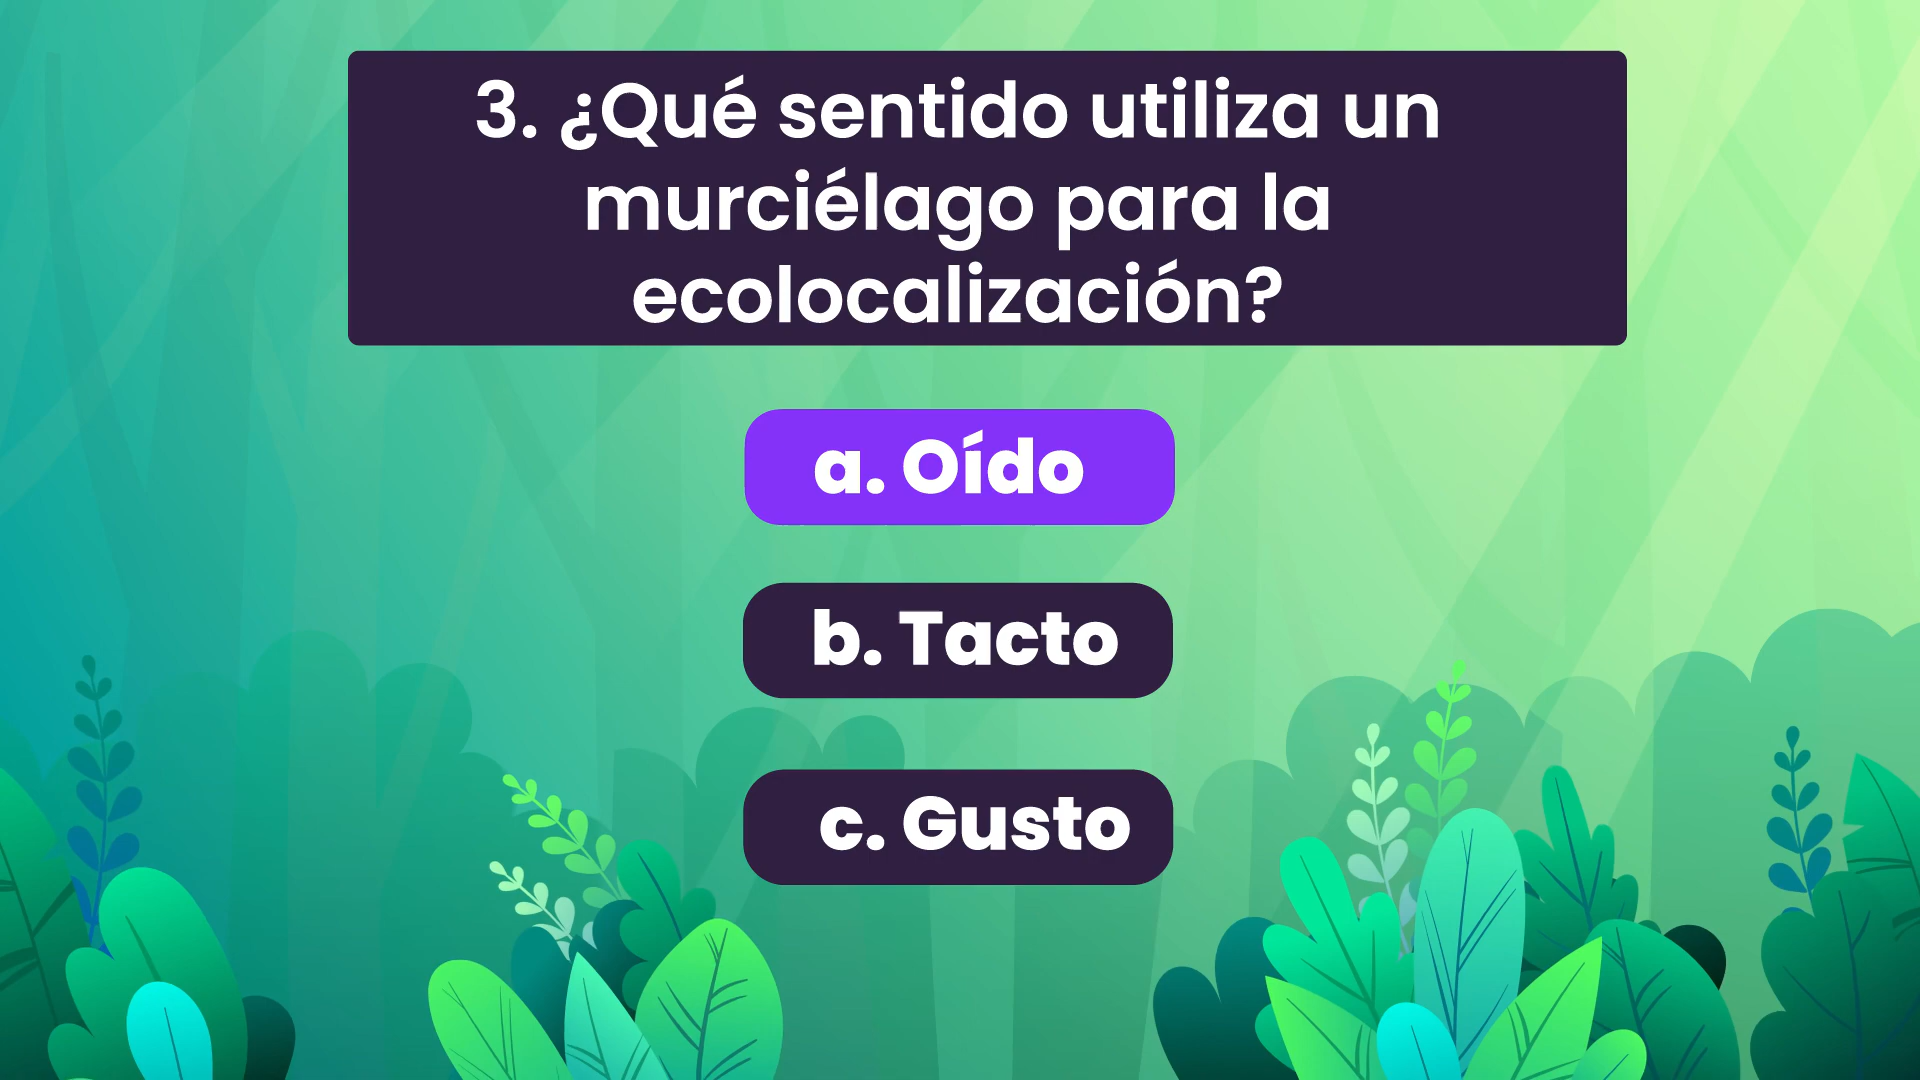 3. ¿Qué sentido utiliza un
murciélago para la
ecolocalización?
a. Oído
b. Tacto
c. Gusto